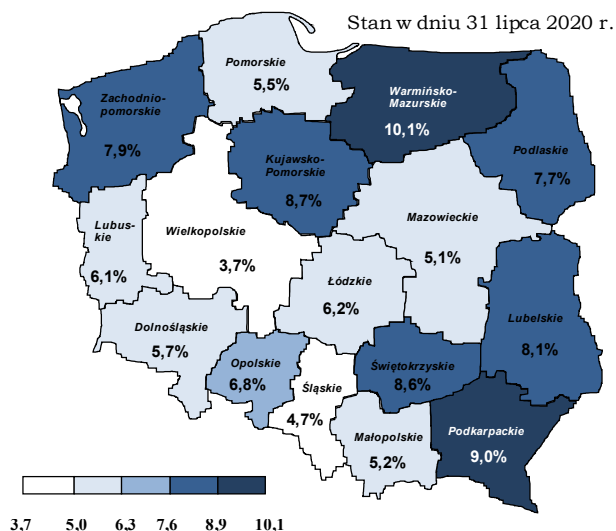 Stan w dniu 31 lipca 2020 r.
Pomorskie
5,5%
Warmińsko-
Mazurskie
10,1%
Zachodnio-
pomorskie
7,9%
Kujawsko-
Pomorskie
8,7%
Podlaskie
7,7%
Lubus-
kie
6,1%
Wielkopolskie
3,7%
Mazowieckie
5,1%
Łódzkie
6,2%
Lubelskie
8,1%
Dolnośląskie
5,7%
Opolskie
6,8%
Śląskie
4,7%
Świętokrzyskie
8,6%
Małopolskie
5,2%
Podkarpackie
9,0%
3,7 5,0 6,3 7,6 8,9 10,1